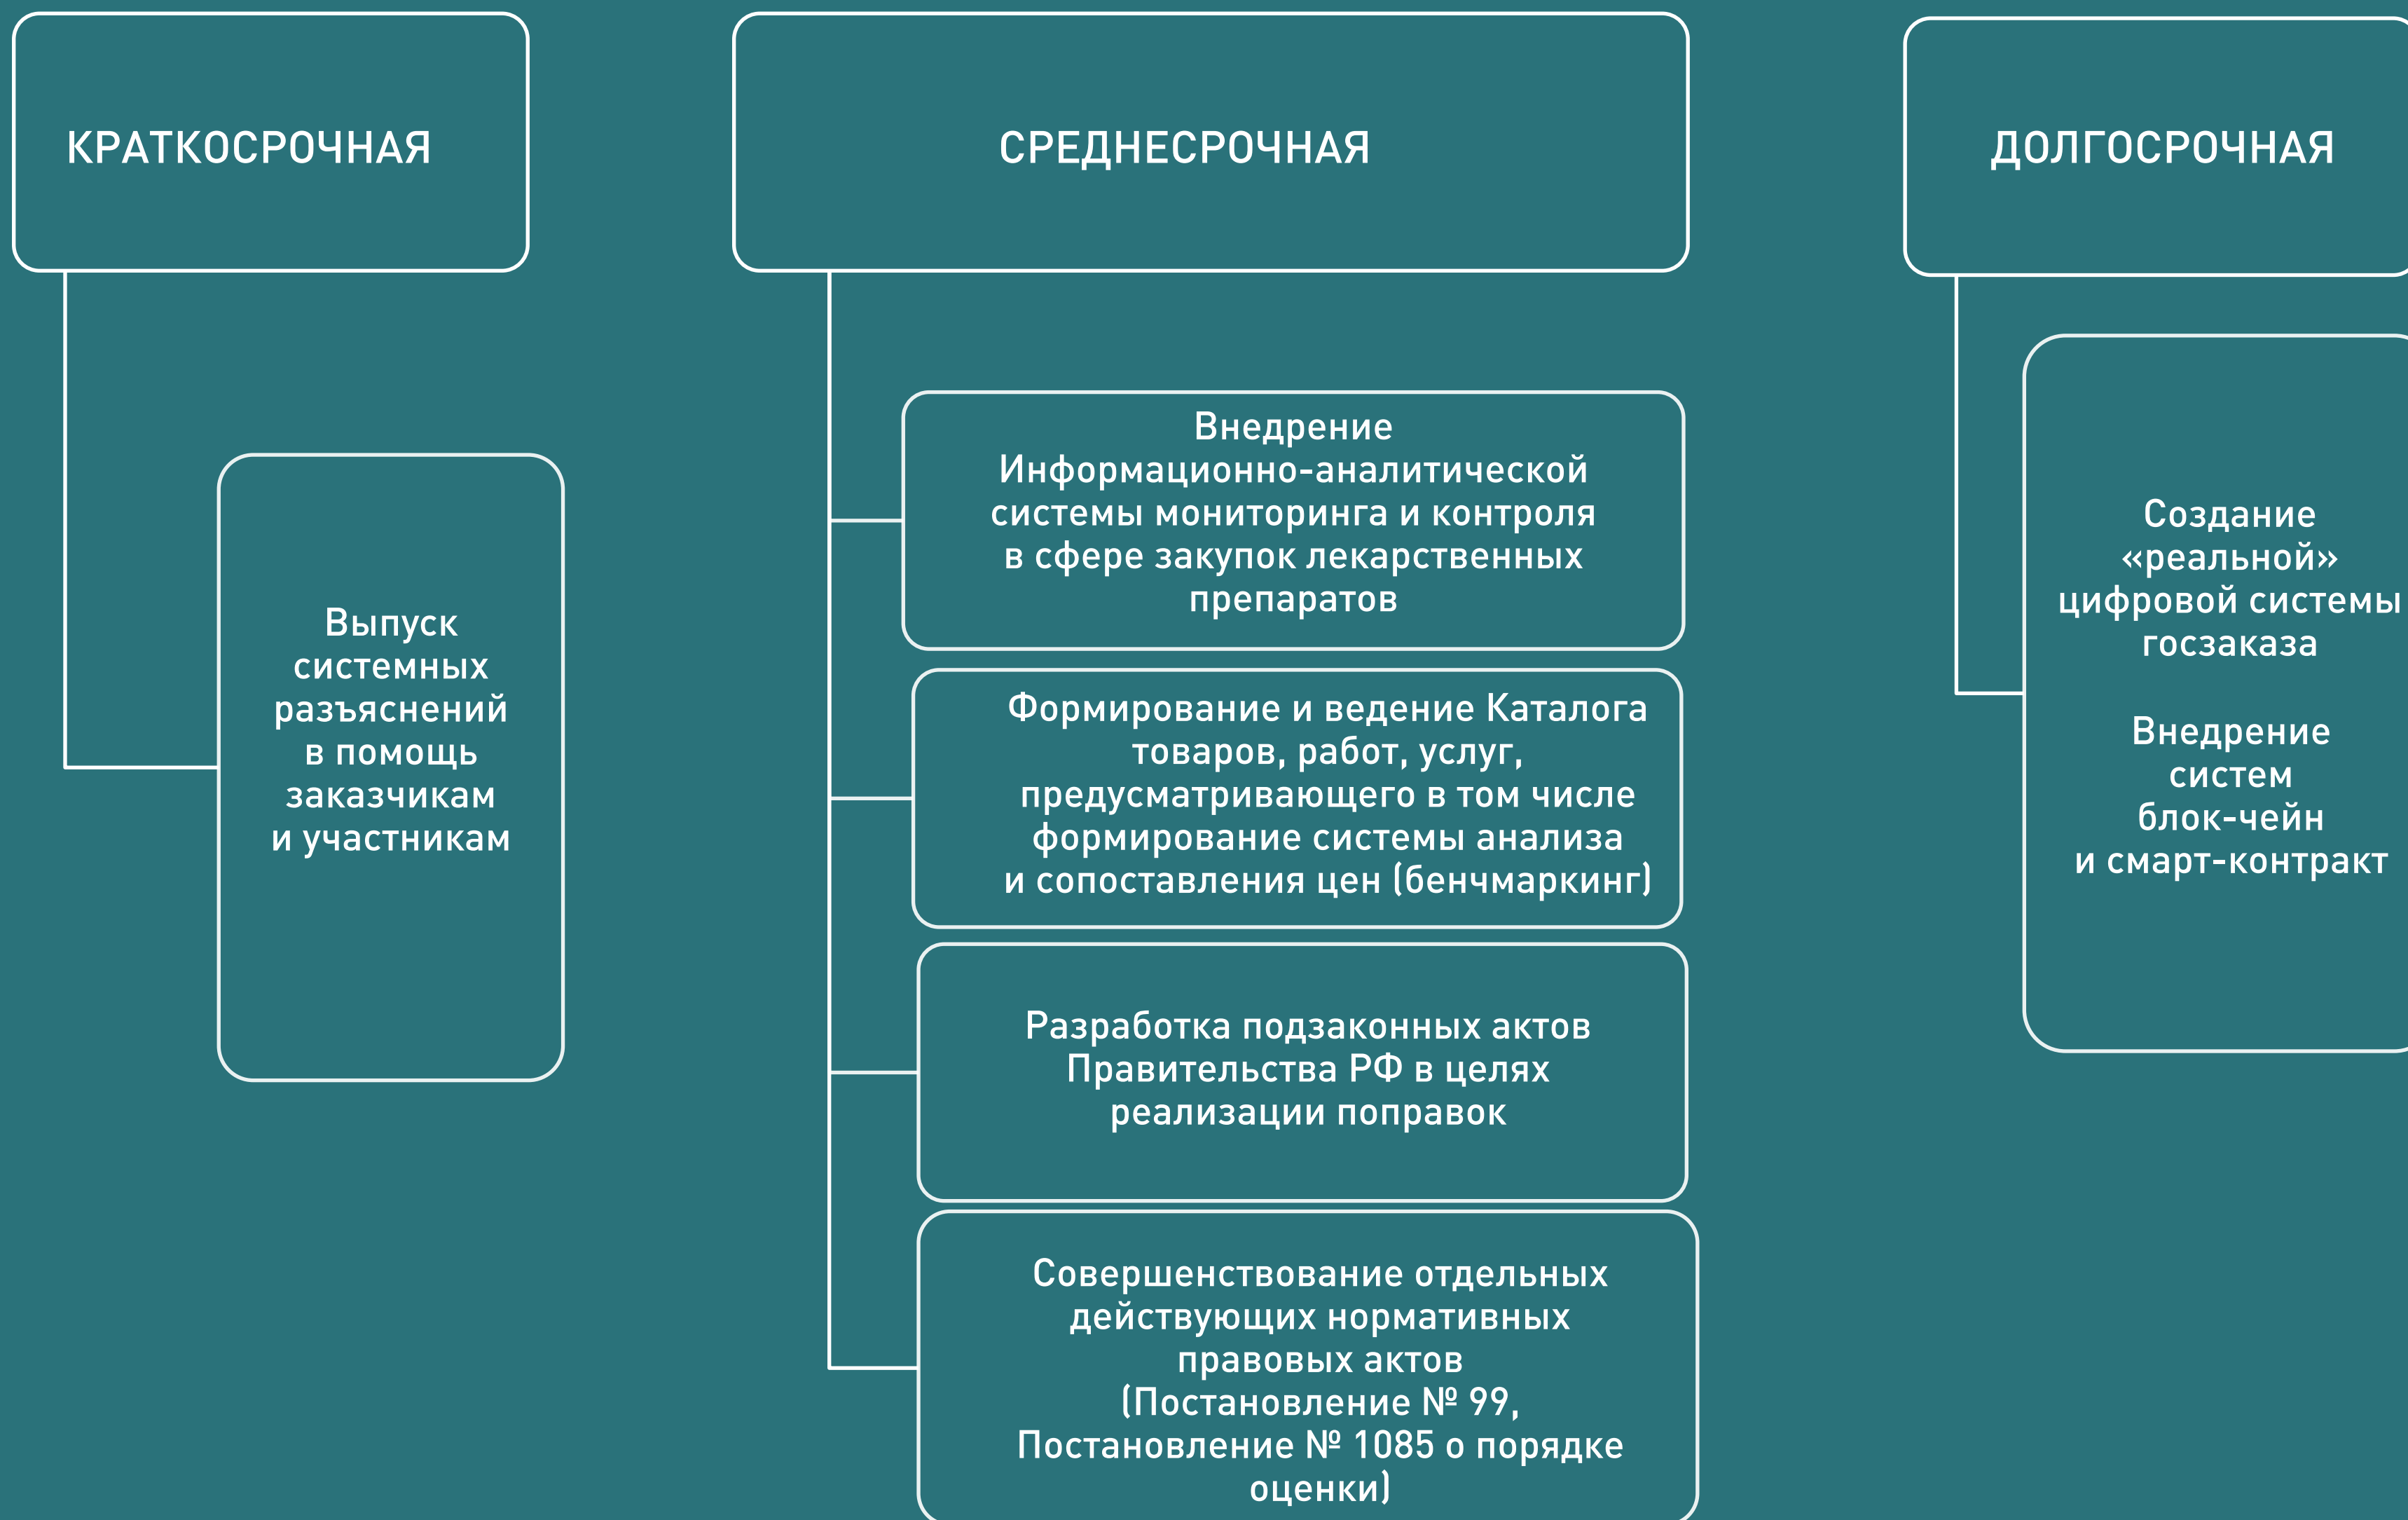 КРАТКОСРОЧНАЯ
Выпуск
системных
разъяснений
в помощь
заказчикам
и участникам
СРЕДНЕСРОЧНАЯ
Внедрение
Информационно-аналитической
системы мониторинга и контроля
в сфере закупок лекарственных
препаратов
Формирование и ведение Каталога
товаров, работ, услуг,
предусматривающего в том числе
формирование системы анализа
и сопоставления цен (бенчмаркинг)
Разработка подзаконных актов
Правительства РФ в целях
реализации поправок
Совершенствование отдельных
действующих нормативных
правовых актов
(Постановление № 99,
Постановление № 1085 о порядке
оценки)
ДОЛГОСРОЧНАЯ
Создание
«реальной»
цифровой системы
госзаказа
Внедрение
систем
блок-чейн
и смарт-контракт